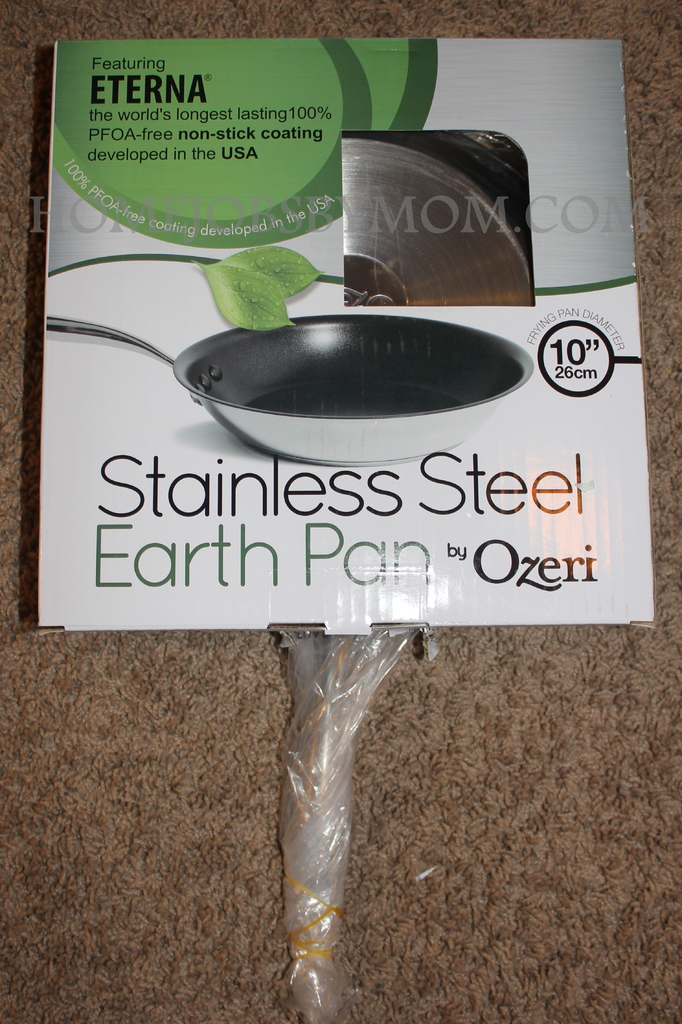 Featuring
ETERNA®
the world's longest lasting100%
PFOA-free non-stick coating
developed in the USA
100% PFOA-free coating developed in the USA
HOMEJOBSBYMOM.COM
FRYING PAN DIAMETER
10”
26cm
Stainless Steel
Earth Pan by Ozeri